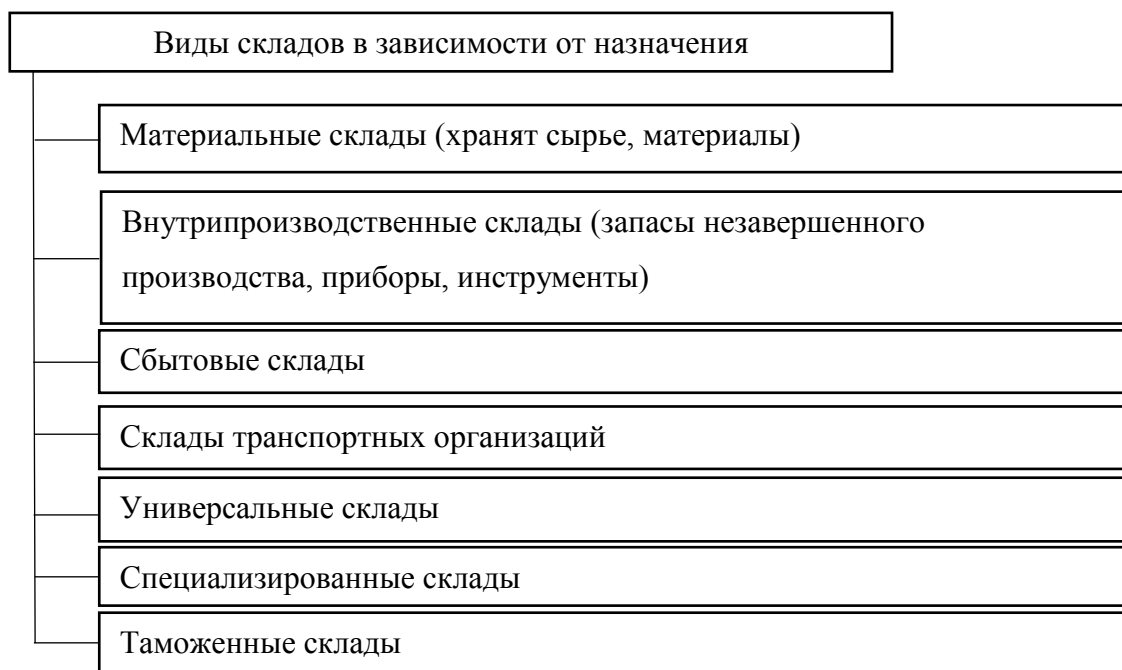 Виды складов в зависимости от назначения
Материальные склады (хранят сырье, материалы)
Внутрипроизводственные склады (запасы незавершенного
производства, приборы, инструменты)
Сбытовые склады
Склады транспортных организаций
Универсальные склады
Специализированные склады
Таможенные склады